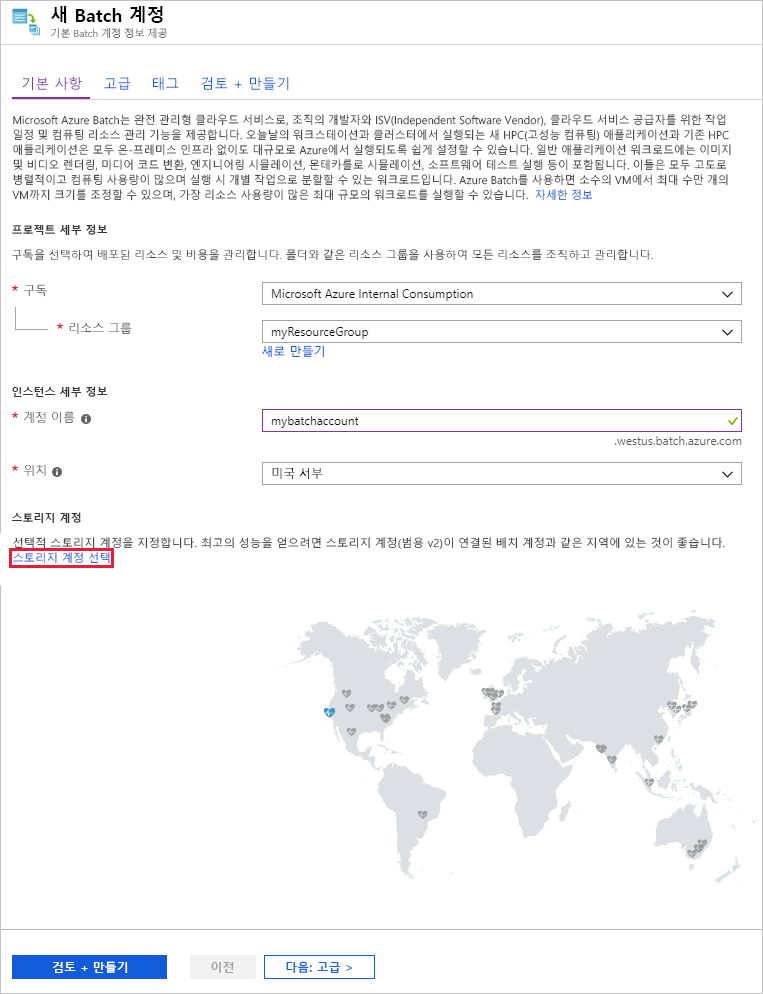 새 Batch 계정
기본 Batch 계정 정보 제공
기본 사항 고급 태그 검토 + 만들기
Microsoft Azure Batch는 완전 관리형 클라우드 서비스로, 조직의 개발자와 ISV(Independent Software Vendor), 클라우드 서비스 공급자를 위한 작업
일정 및 컴퓨팅 리소스 관리 기능을 제공합니다. 오늘날의 워크스테이션과 클러스터에서 실행되는 새 HPC(고성능 컴퓨팅) 애플리케이션과 기존 HPC
애플리케이션은 모두 온-프레미스 인프라 없이도 대규모로 Azure에서 실행되도록 쉽게 설정할 수 있습니다. 일반 애플리케이션 워크로드에는 이미지
및 비디오 렌더링, 미디어 코드 변환, 엔지니어링 시뮬레이션, 몬테카를로 시뮬레이션, 소프트웨어 테스트 실행 등이 포함됩니다. 이들은 모두 고도로
병렬적이고 컴퓨팅 사용량이 많으며 실행 시 개별 작업으로 분할할 수 있는 워크로드입니다. Azure Batch를 사용하면 소수의 VM에서 최대 수만 개의
VM까지 크기를 조정할 수 있으며, 가장 리소스 사용량이 많은 최대 규모의 워크로드를 실행할 수 있습니다. 자세한 정보
프로젝트 세부 정보
구독을 선택하여 배포된 리소스 및 비용을 관리합니다. 폴더와 같은 리소스 그룹을 사용하여 모든 리소스를 조직하고 관리합니다.
* 구독 Microsoft Azure Internal Consumption
* 리소스 그룹 myResourceGroup
새로 만들기
인스턴스 세부 정보
* 계정 이름 mybatchaccount
.westus.batch.azure.com
* 위치 미국 서부
스토리지 계정
선택적 스토리지 계정을 지정합니다. 최고의 성능을 얻으려면 스토리지 계정(범용 v2)이 연결된 배치 계정과 같은 지역에 있는 것이 좋습니다.
스토리지 계정 선택
검토 + 만들기 이전 다음: 고급 >